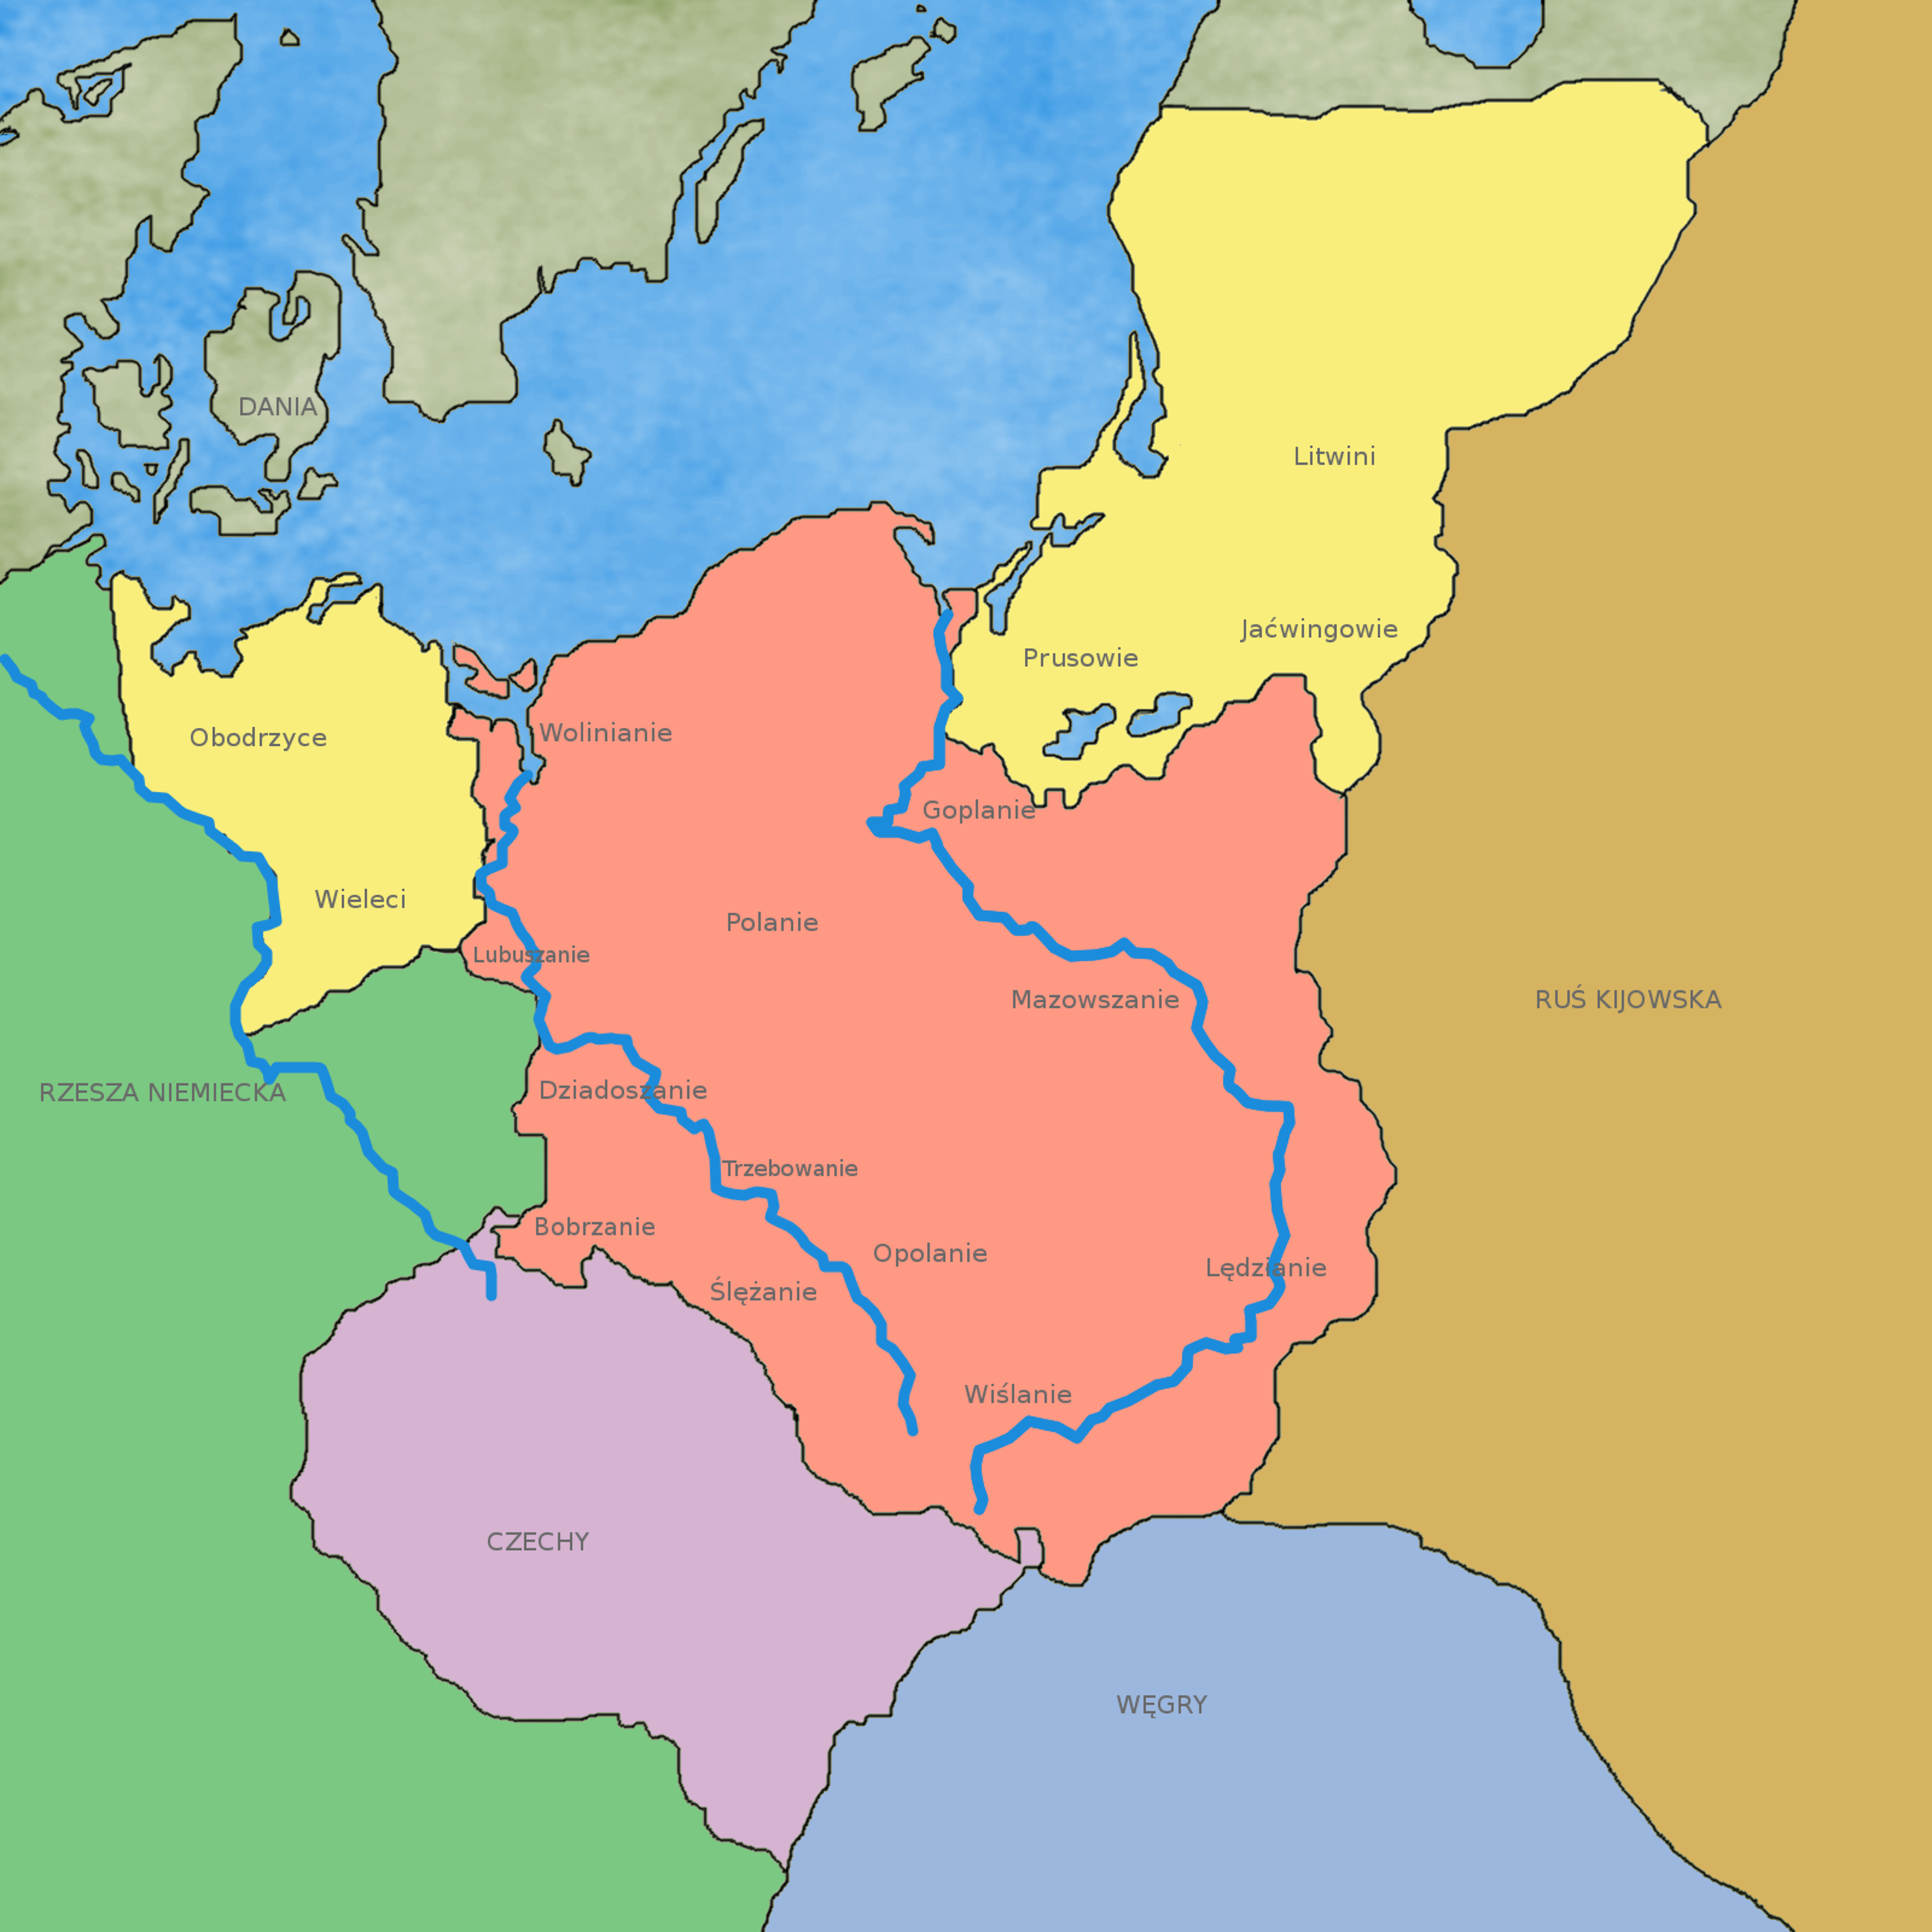 DANIA
Litwini
Jaćwingowie
Prusowie
Wolinianie
Obodrzyce
Goplanie
Wieleci
Polanie
Lubuszanie
Mazowszanie
RUŚ KIJOWSKA
RZESZA NIEMIECKA
Dziadoszanie
Trzebowanie
Bobrzanie
Opolanie
Lędzianie
Ślężanie
Wiślanie
CZECHY
WĘGRY